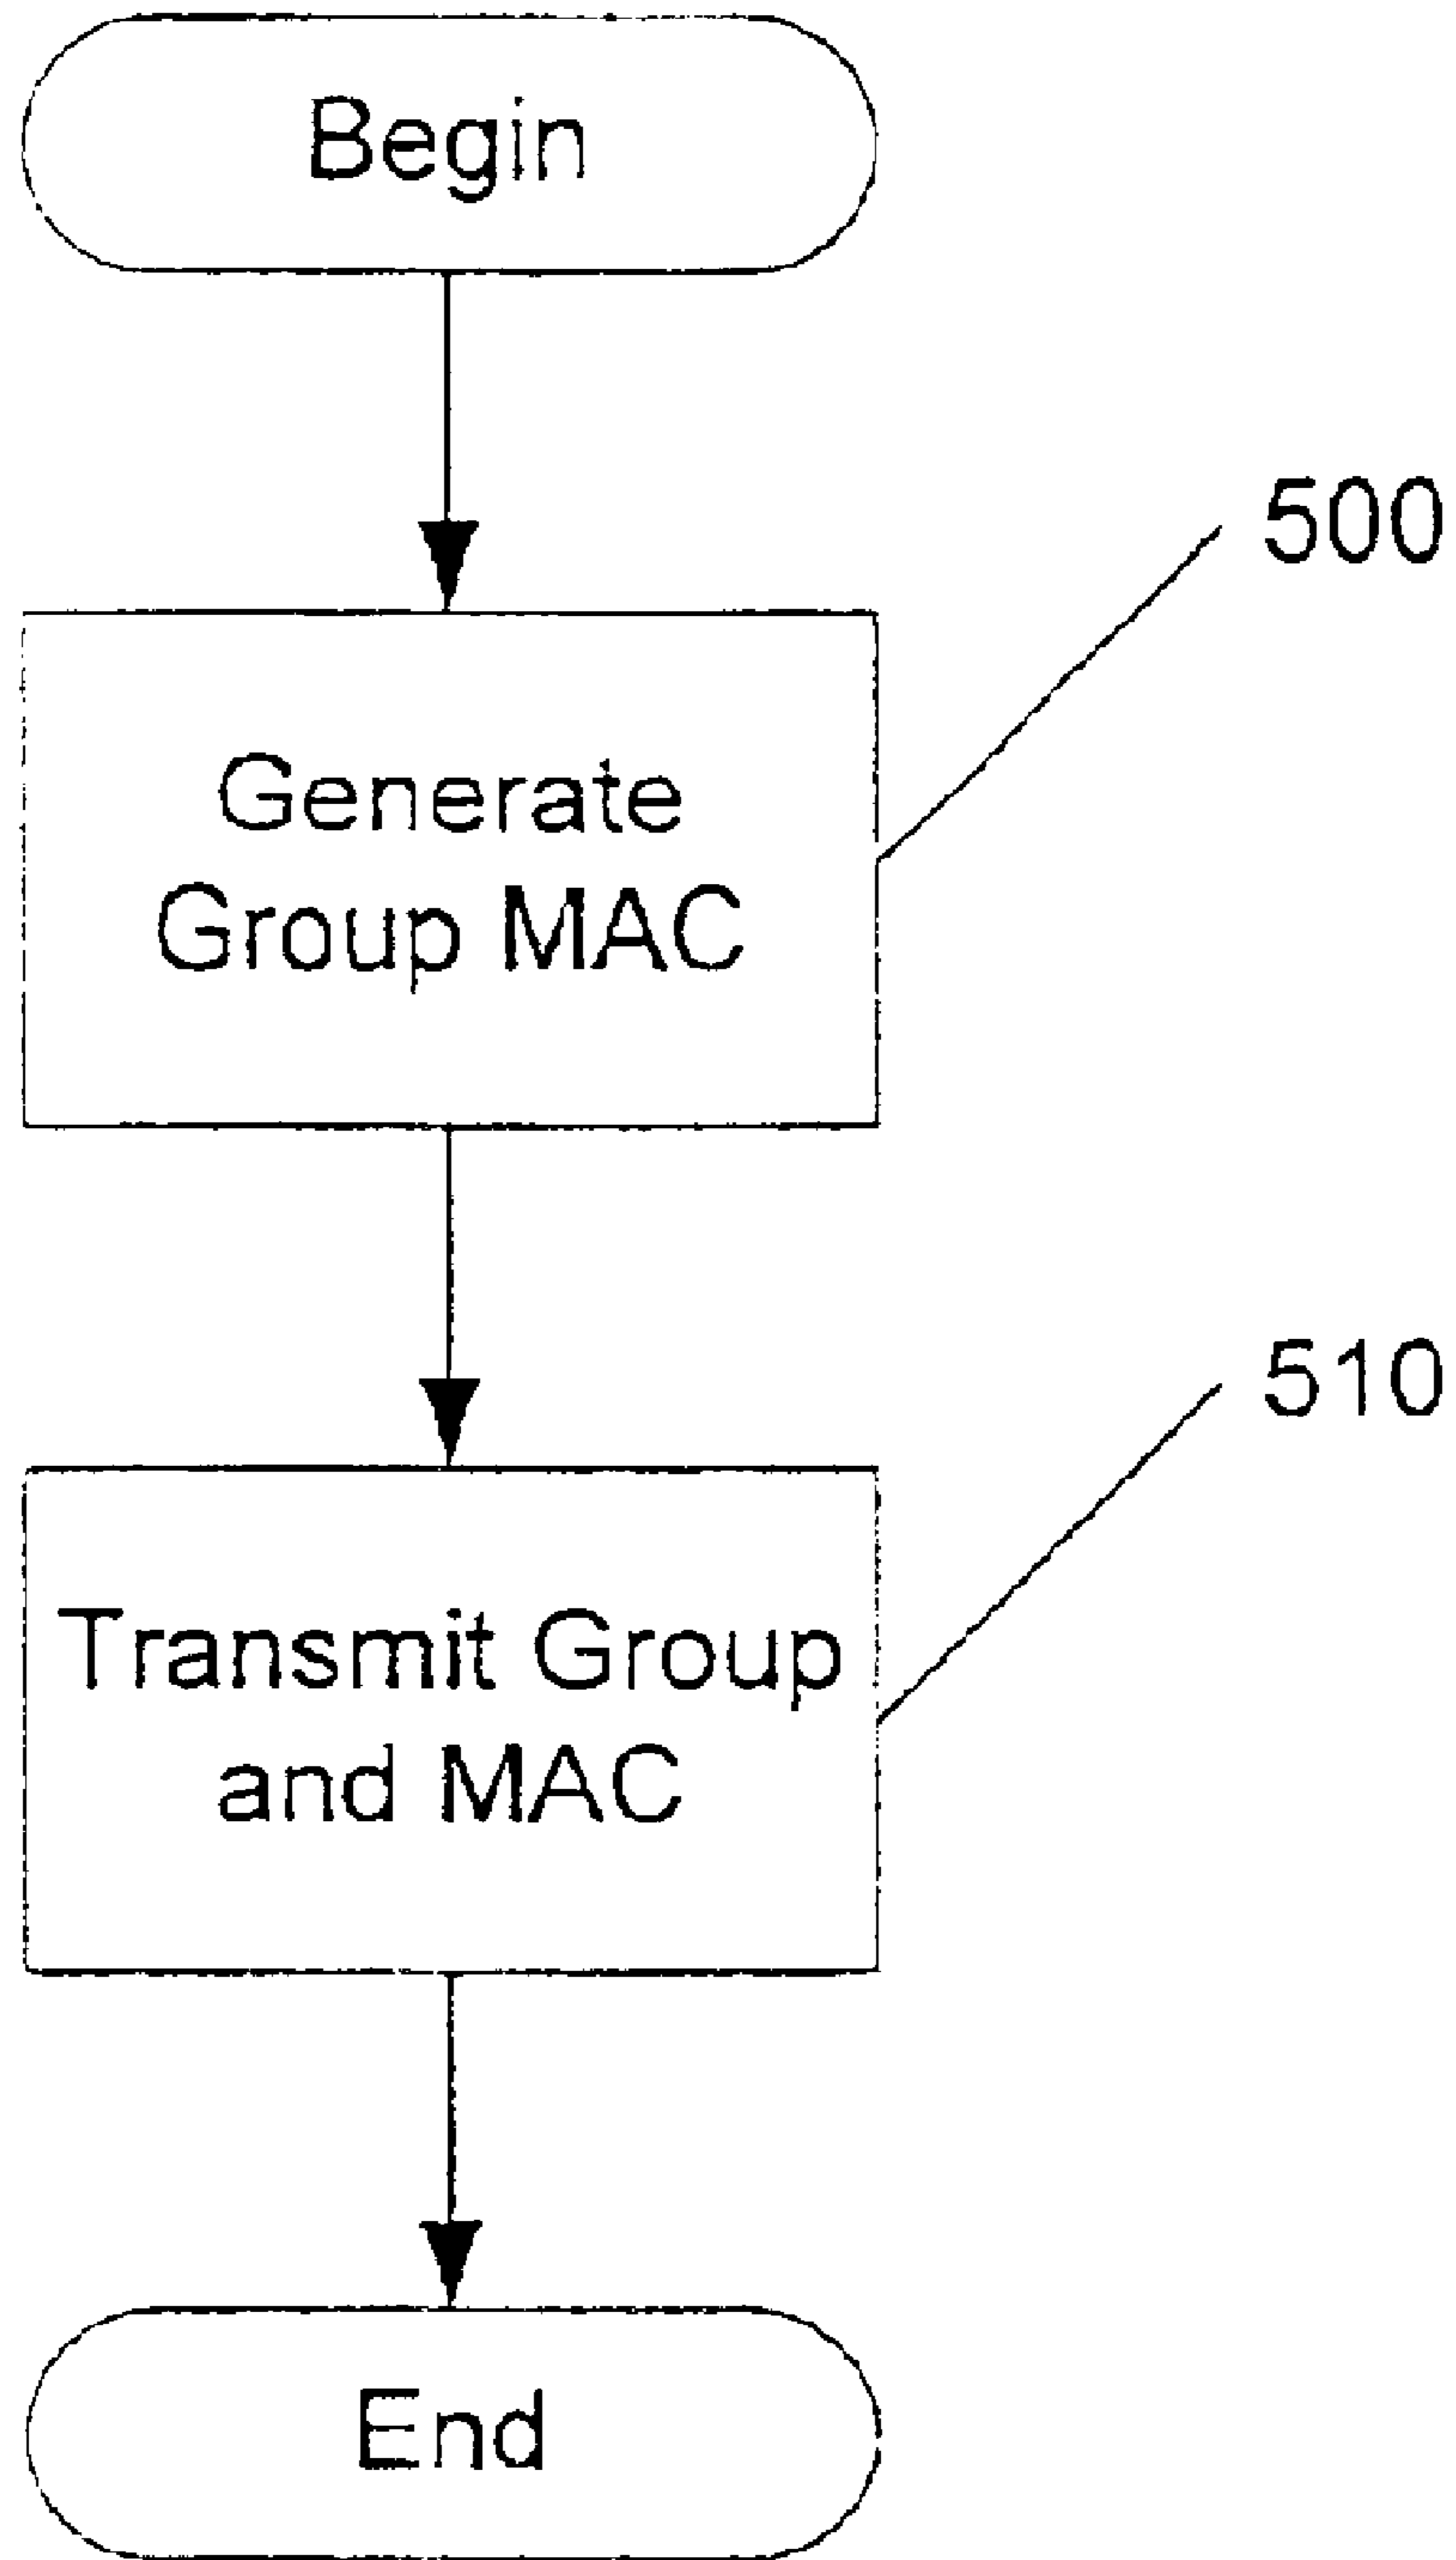 Begin
500
Generate
Group MAC
510
Transmit Group
and MAC
End